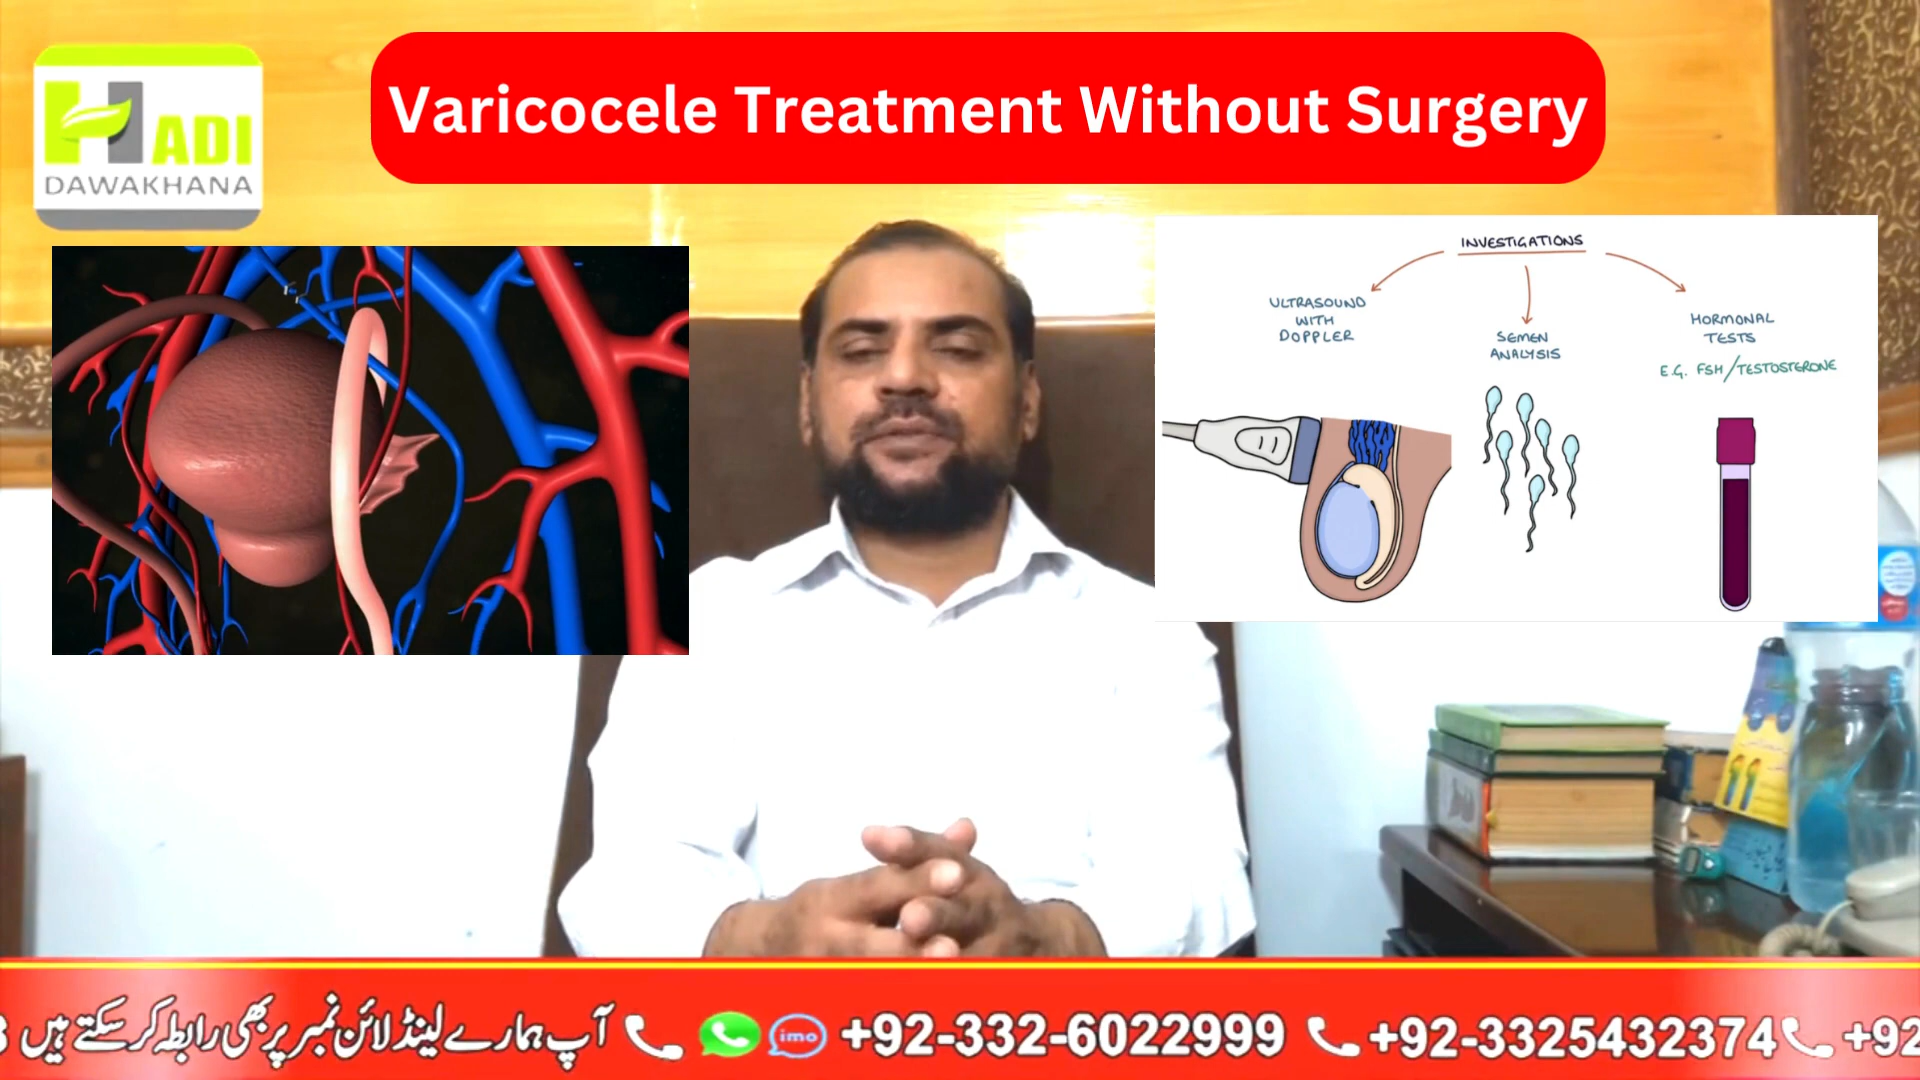 HADI
DAWAKHANA
Varicocele Treatment Without Surgery
INVESTIGATIONS
ULTRASOUND
WITH
DOPPLER
SEMEN
ANALYSIS
HORMONAL
TESTS
E.G. FSH/TESTOSTERONE
آپ ہمارے لینڈ لائن نمبر پر بھی رابطہ کر سکتے ہیں
imo +92-332-6022999 +92-3325432374 +92